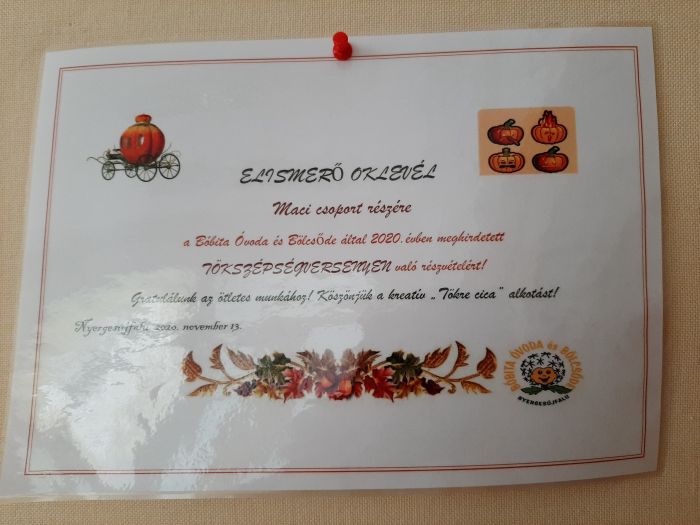 ELISMERŐ OKLEVÉL
Maci csoport részére
a Bóbita Óvoda és Bölcsőde által 2020. évben meghirdetett
TÖKSZÉPSÉGVERSENYEN való részvételért!
Gratulálunk az ötletes munkához! Köszönjük a kreatív „Tökre cica" alkotást!
Nyergesújfalu, 2020. november 13.
BÓBITA ÓVODA és BÖLCSŐDE
NYERGESÚJFALU